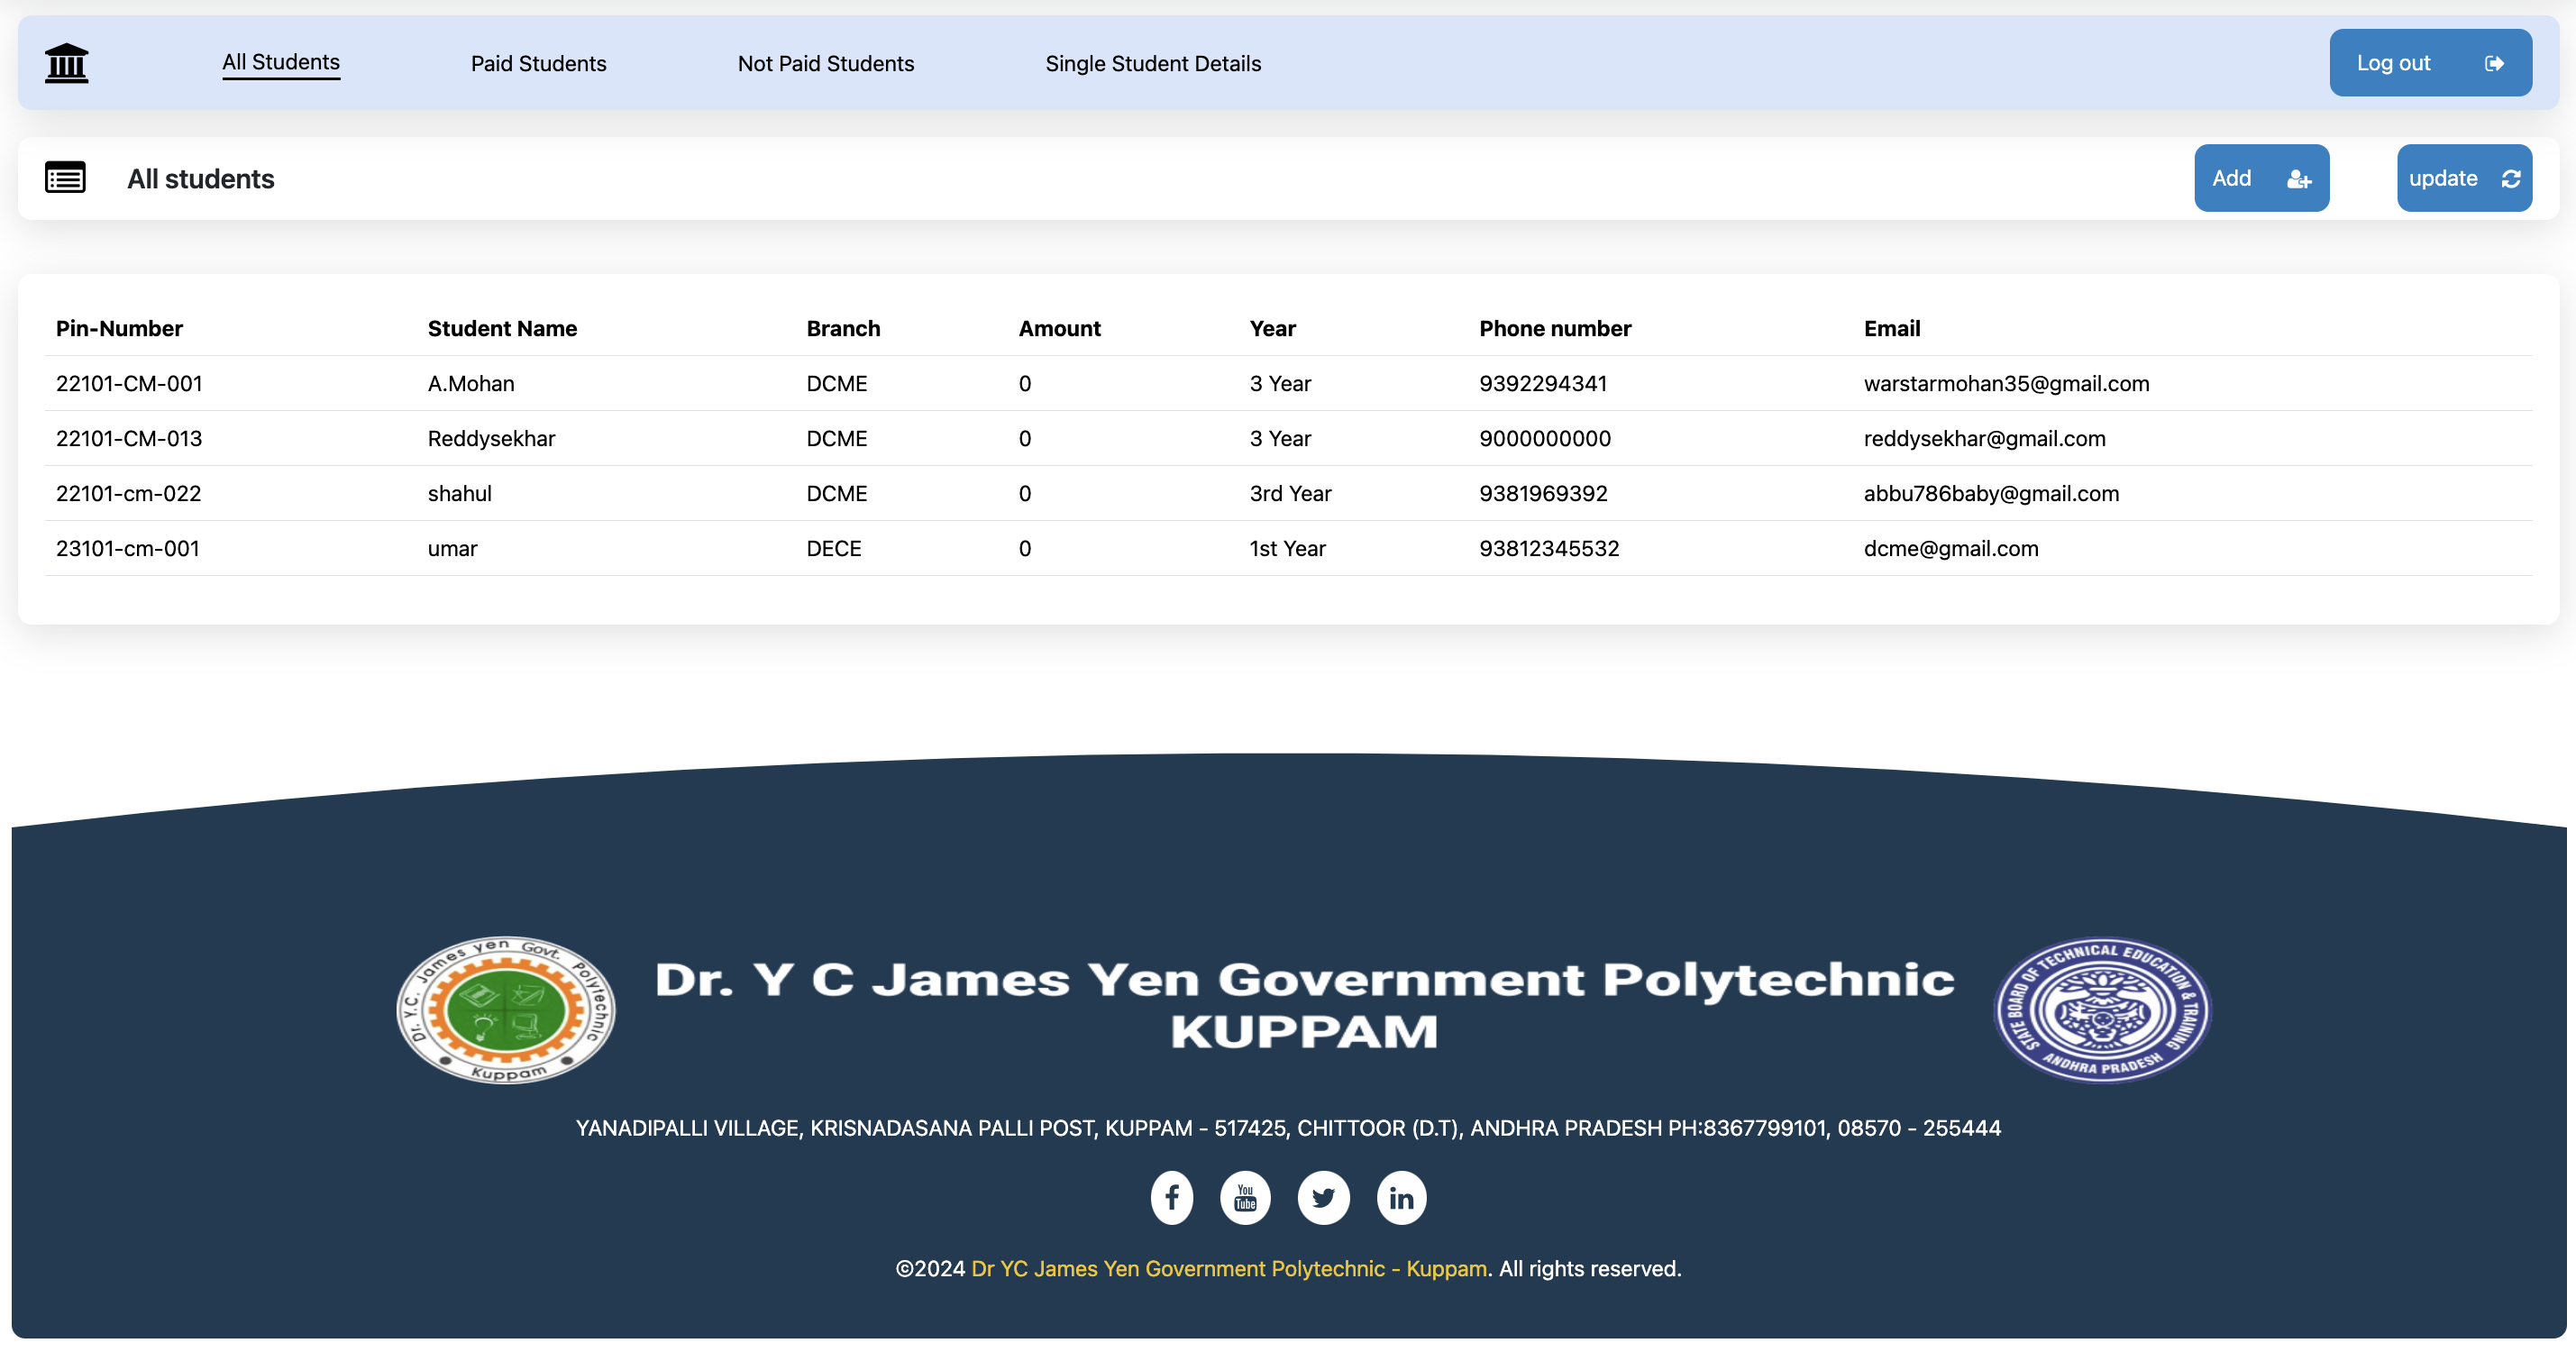 All Students Paid Students Not Paid Students Single Student Details Log out
All students Add update
Pin-Number Student Name Branch Amount Year Phone number Email
22101-CM-001 A.Mohan DCME 0 3 Year 9392294341 warstarmohan35@gmail.com
22101-CM-013 Reddysekhar DCME 0 3 Year 9000000000 reddysekhar@gmail.com
22101-cm-022 shahul DCME 0 3rd Year 9381969392 abbu786baby@gmail.com
23101-cm-001 umar DECE 0 1st Year 93812345532 dcme@gmail.com
Dr. Y.C. James Yen Govt. Polytechnic
Kuppam
Dr. Y C James Yen Government Polytechnic
KUPPAM
STATE BOARD OF TECHNICAL EDUCATION & TRAINING
ANDHRA PRADESH
YANADIPALLI VILLAGE, KRISNADASANA PALLI POST, KUPPAM - 517425, CHITTOOR (D.T), ANDHRA PRADESH PH:8367799101, 08570 - 255444
You
Tube
©2024 Dr YC James Yen Government Polytechnic - Kuppam. All rights reserved.